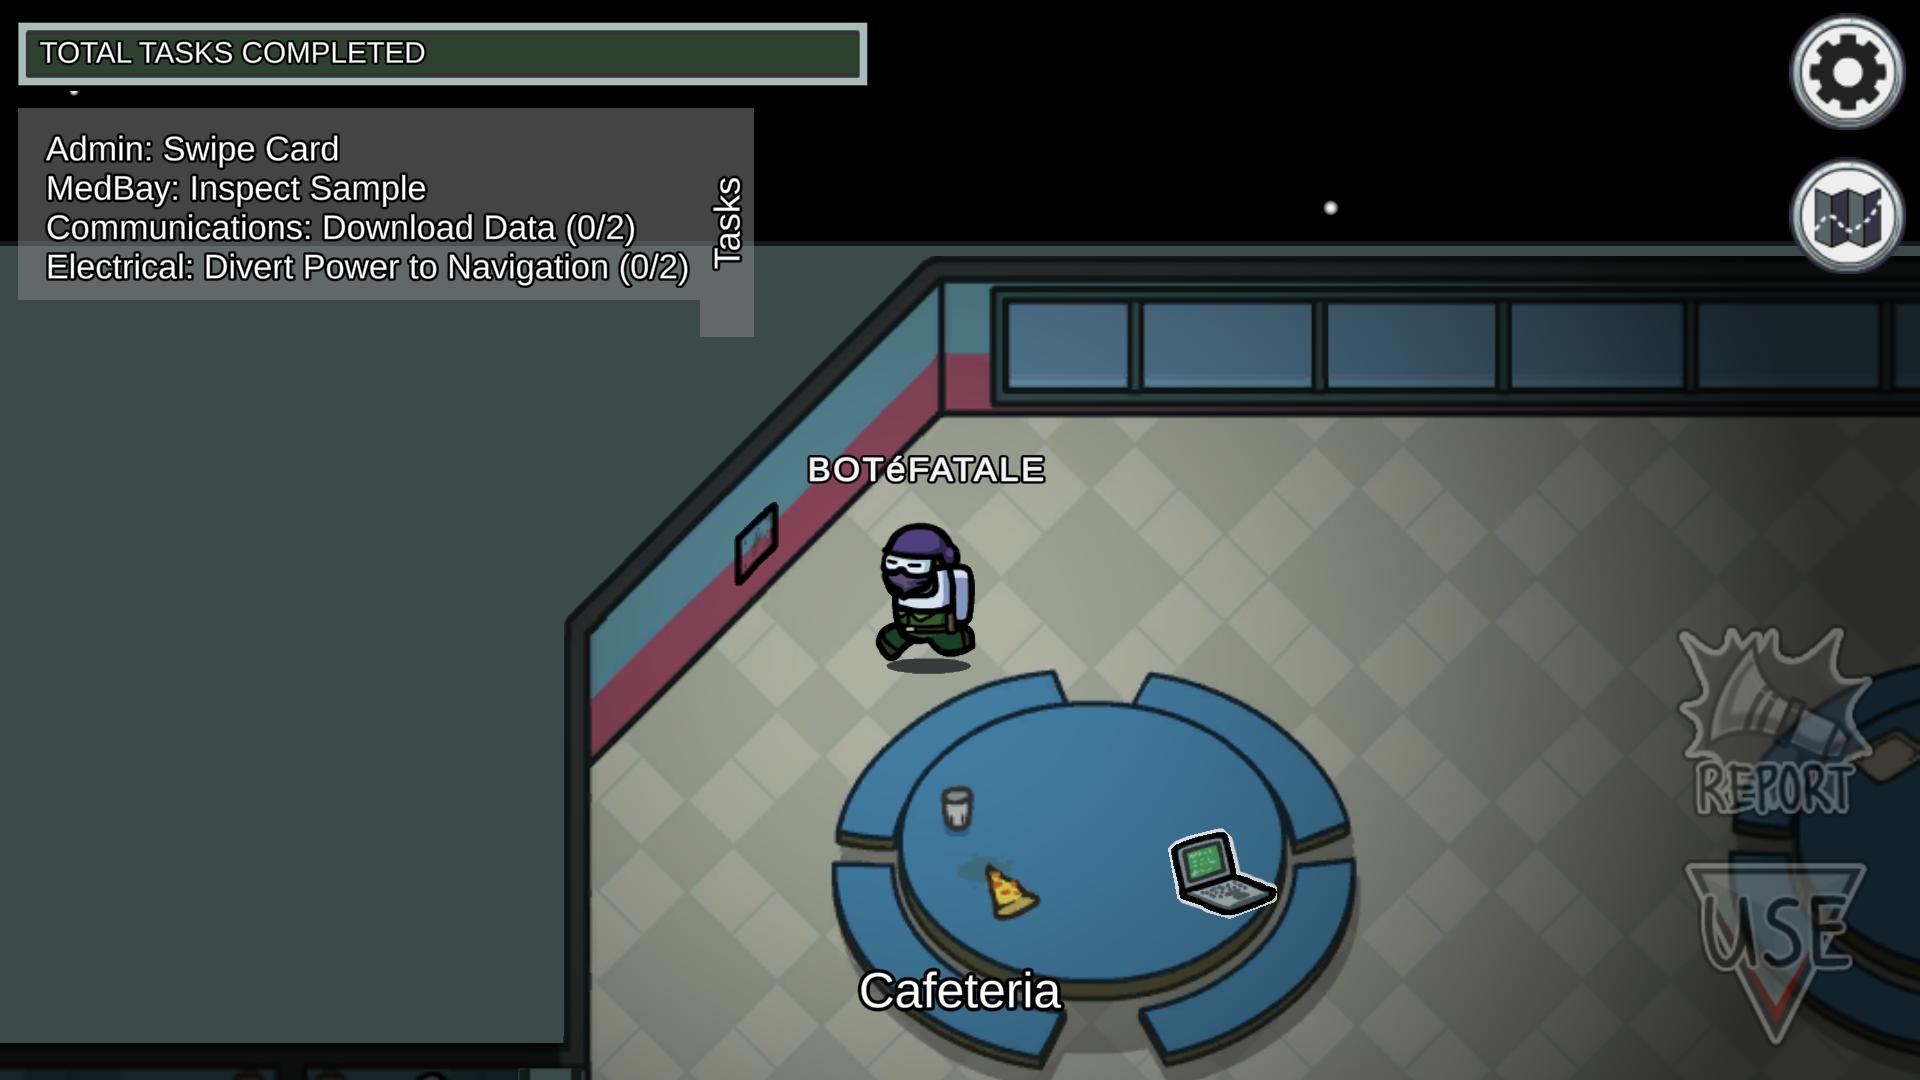 TOTAL TASKS COMPLETED
Admin: Swipe Card
MedBay: Inspect Sample
Communications: Download Data (0/2)
Electrical: Divert Power to Navigation (0/2)
Tasks
BOTéFATALE
REPORT
USE
Cafeteria